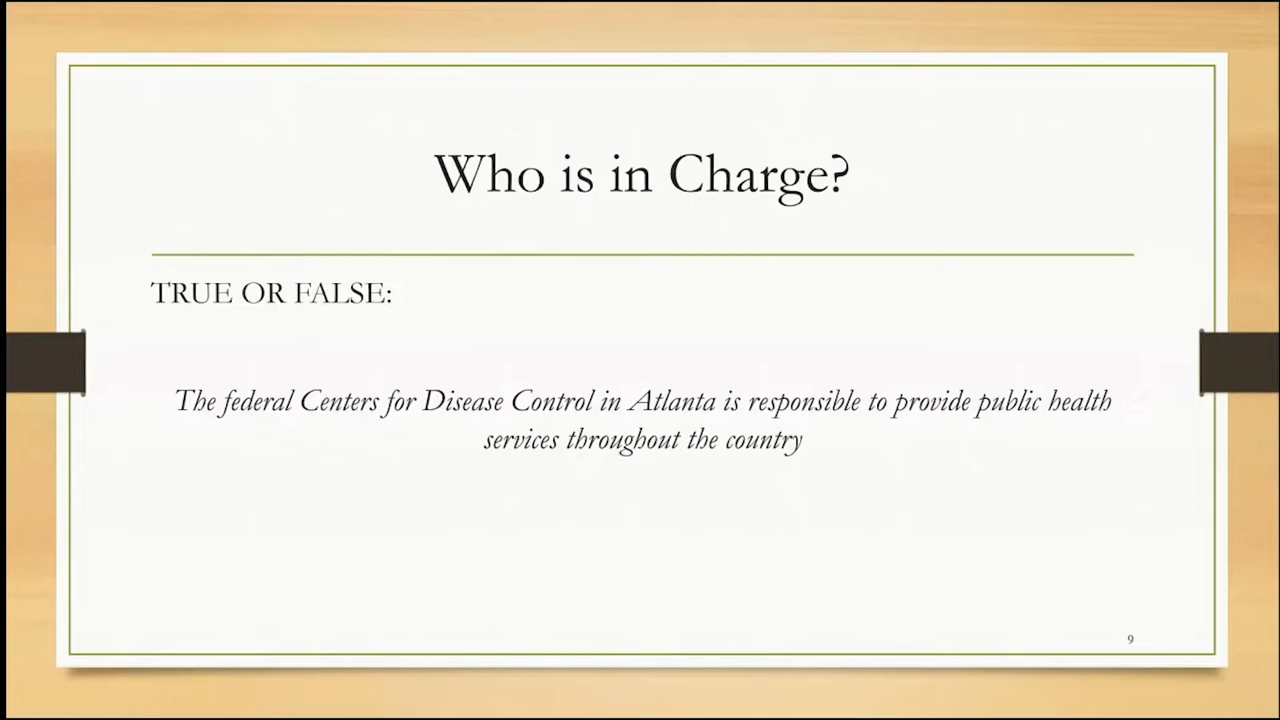 Who is in Charge?
TRUE OR FALSE:
The federal Centers for Disease Control in Atlanta is responsible to provide public health
services throughout the country
9